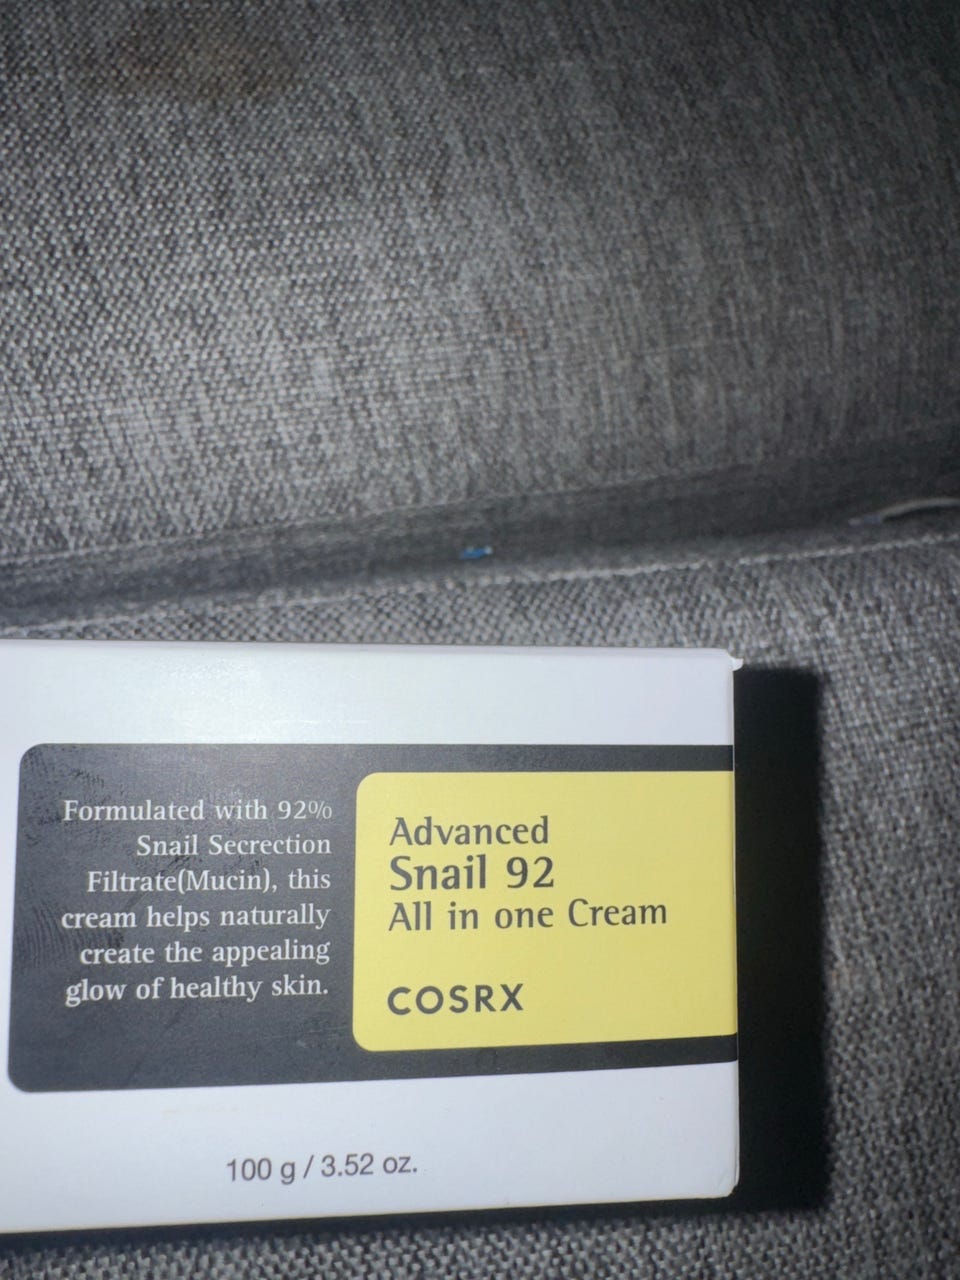 Formulated with 92%
Snail Secrection
Filtrate(Mucin), this
cream helps naturally
create the appealing
glow of healthy skin.
Advanced
Snail 92
All in one Cream
COSRX
100 g / 3.52 oz.